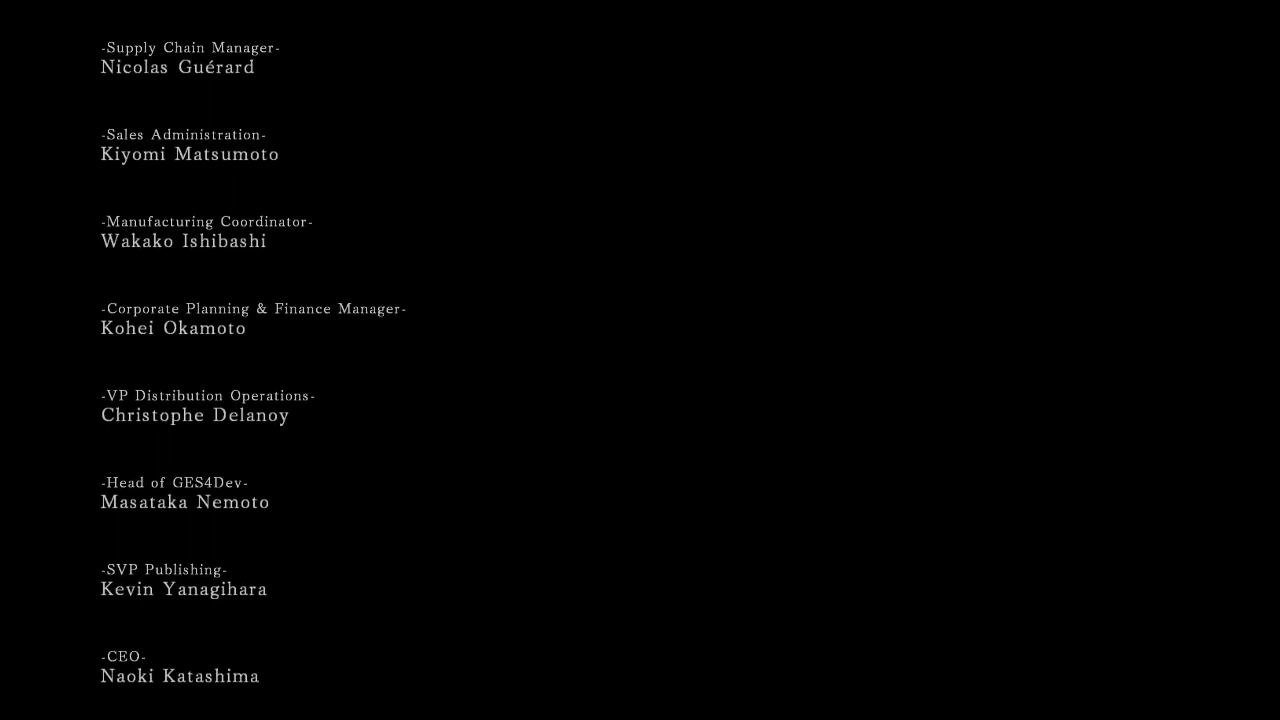 -Supply Chain Manager-
Nicolas Guérard
-Sales Administration-
Kiyomi Matsumoto
-Manufacturing Coordinator-
Wakako Ishibashi
-Corporate Planning & Finance Manager-
Kohei Okamoto
-VP Distribution Operations-
Christophe Delanoy
-Head of GES4Dev-
Masataka Nemoto
-SVP Publishing-
Kevin Yanagihara
-CEO-
Naoki Katashima